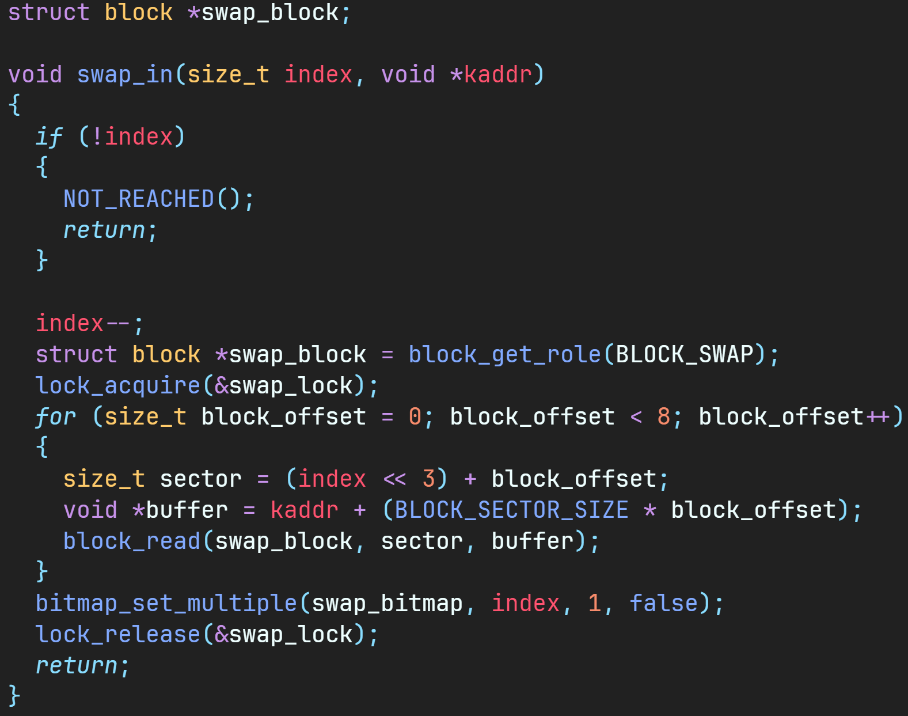 struct block *swap_block;

void swap_in(size_t index, void *kaddr)
{
  if (!index)
  {
    NOT_REACHED();
    return;
  }

  index--;
  struct block *swap_block = block_get_role(BLOCK_SWAP);
  lock_acquire(&swap_lock);
  for (size_t block_offset = 0; block_offset < 8; block_offset++)
  {
    size_t sector = (index << 3) + block_offset;
    void *buffer = kaddr + (BLOCK_SECTOR_SIZE * block_offset);
    block_read(swap_block, sector, buffer);
  }
  bitmap_set_multiple(swap_bitmap, index, 1, false);
  lock_release(&swap_lock);
  return;
}